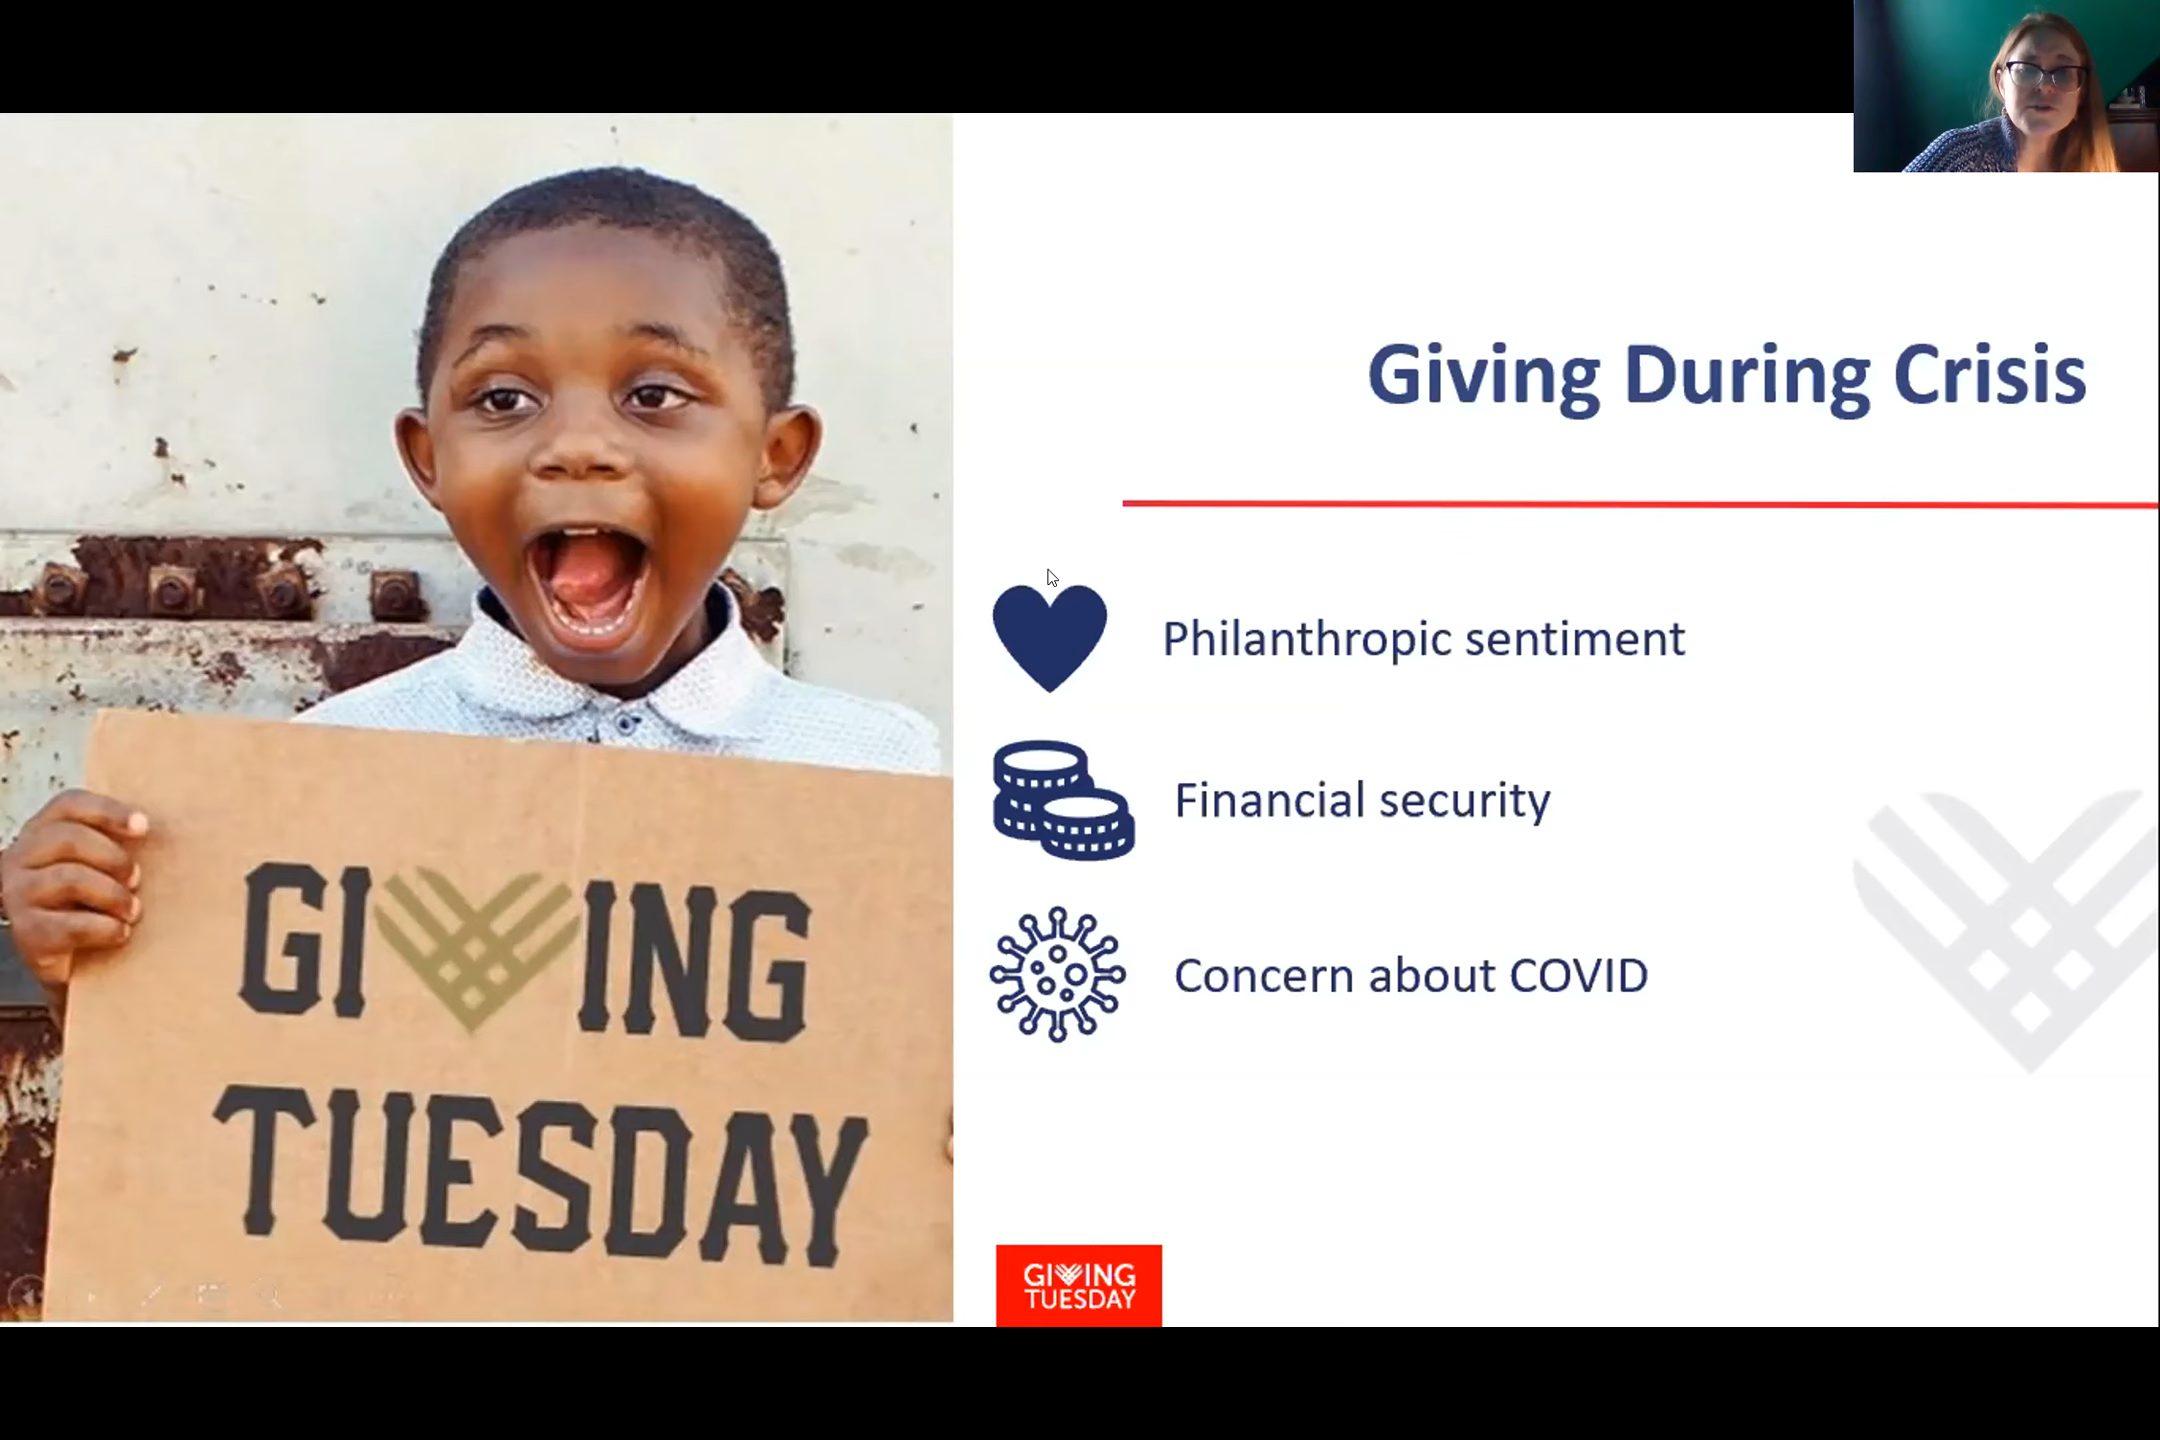 Giving During Crisis
Philanthropic sentiment
Financial security
Concern about COVID
GIVING
TUESDAY
GIVING
TUESDAY